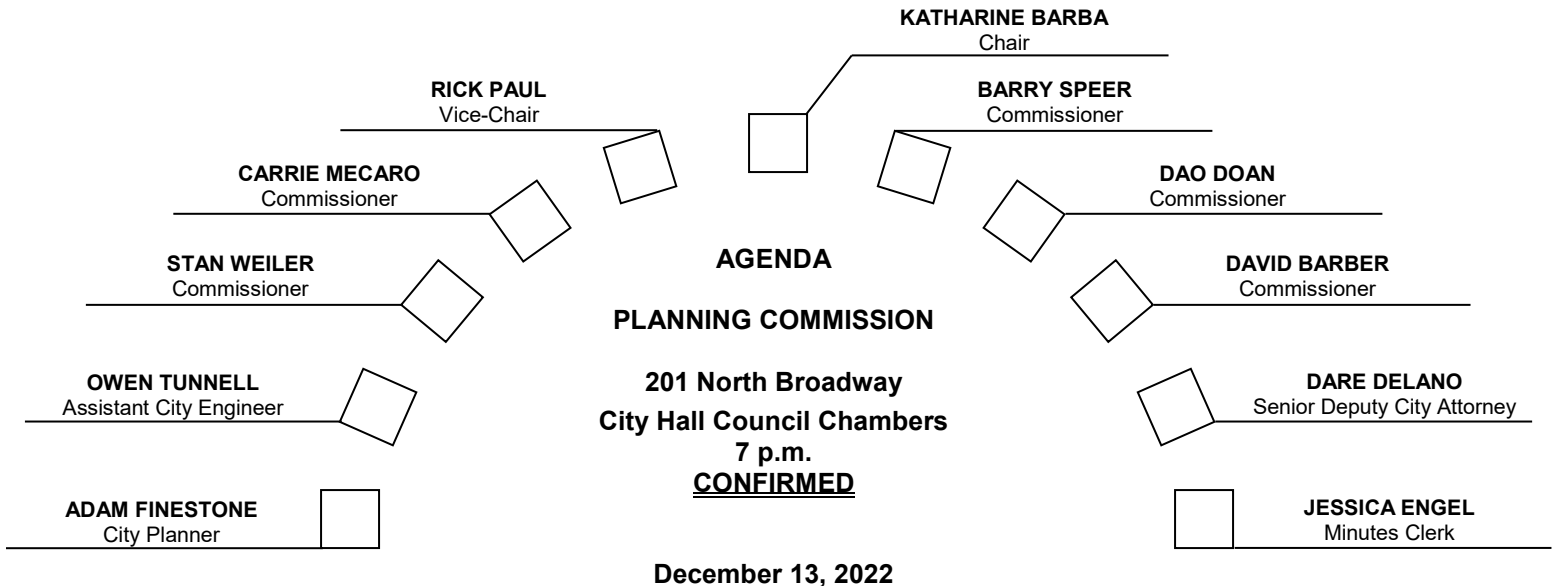 KATHARINE BARBA
Chair
RICK PAUL
Vice-Chair
BARRY SPEER
Commissioner
CARRIE MECARO
Commissioner
DAO DOAN
Commissioner
STAN WEILER
Commissioner
DAVID BARBER
Commissioner
OWEN TUNNELL
Assistant City Engineer
DARE DELANO
Senior Deputy City Attorney
ADAM FINESTONE
City Planner
JESSICA ENGEL
Minutes Clerk
AGENDA
PLANNING COMMISSION
201 North Broadway
City Hall Council Chambers
7 p.m.
CONFIRMED
December 13, 2022